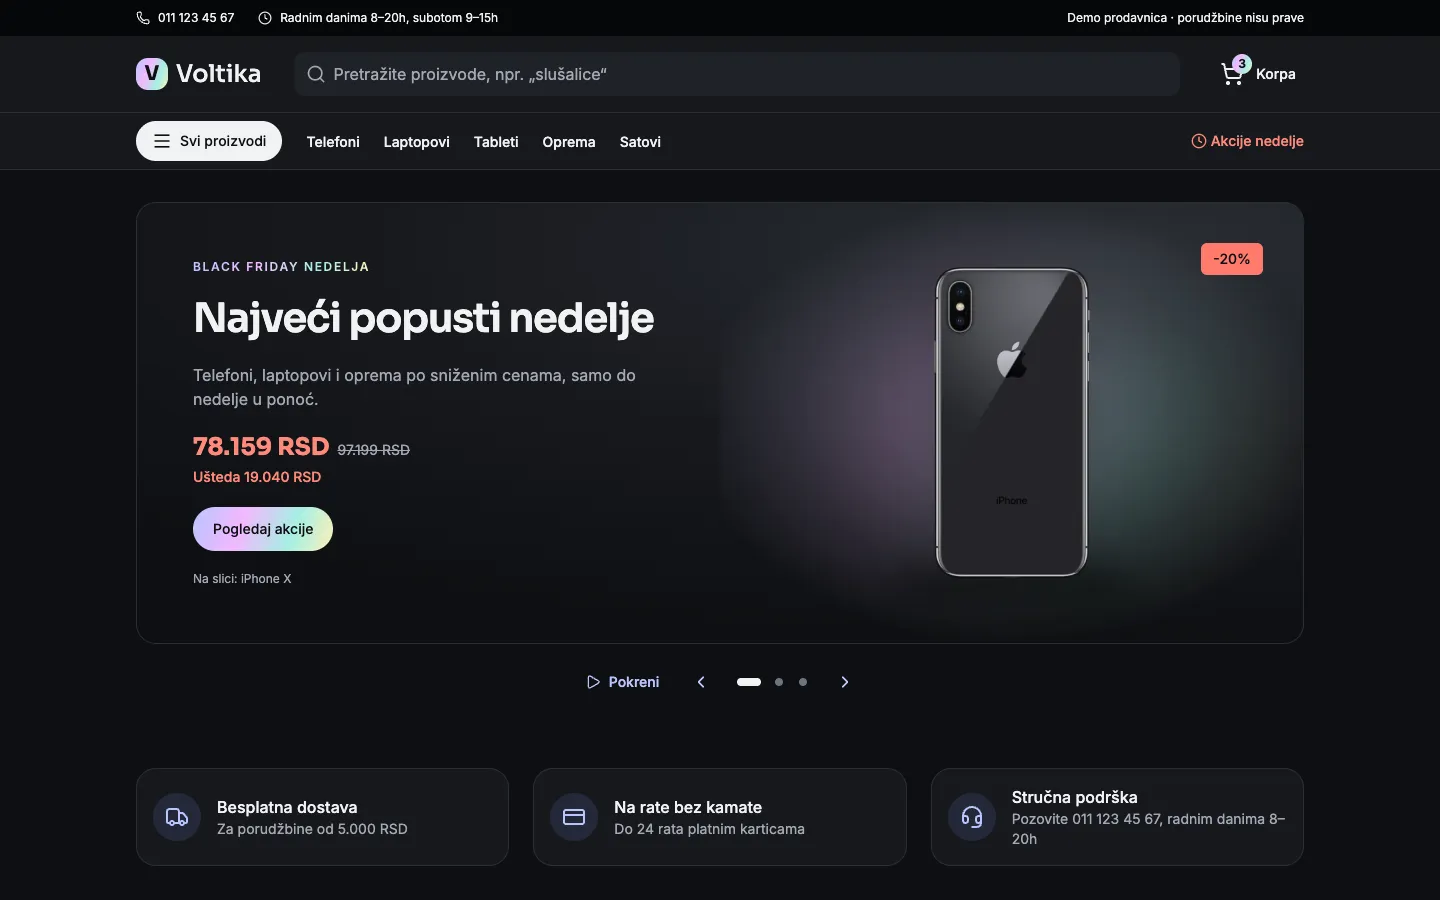 011 123 45 67
Radnim danima 8–20h, subotom 9–15h
Demo prodavnica · porudžbine nisu prave
V Voltika
Pretražite proizvode, npr. „slušalice“
3
Korpa
Svi proizvodi
Telefoni
Laptopovi
Tableti
Oprema
Satovi
Akcije nedelje
BLACK FRIDAY NEDELJA
Najveći popusti nedelje
Telefoni, laptopovi i oprema po sniženim cenama, samo do
nedelje u ponoć.
78.159 RSD 97.199 RSD
Ušteda 19.040 RSD
Pogledaj akcije
Na slici: iPhone X
-20%
iPhone
Pokreni
Besplatna dostava
Za porudžbine od 5.000 RSD
Na rate bez kamate
Do 24 rata platnim karticama
Stručna podrška
Pozovite 011 123 45 67, radnim danima 8–
20h